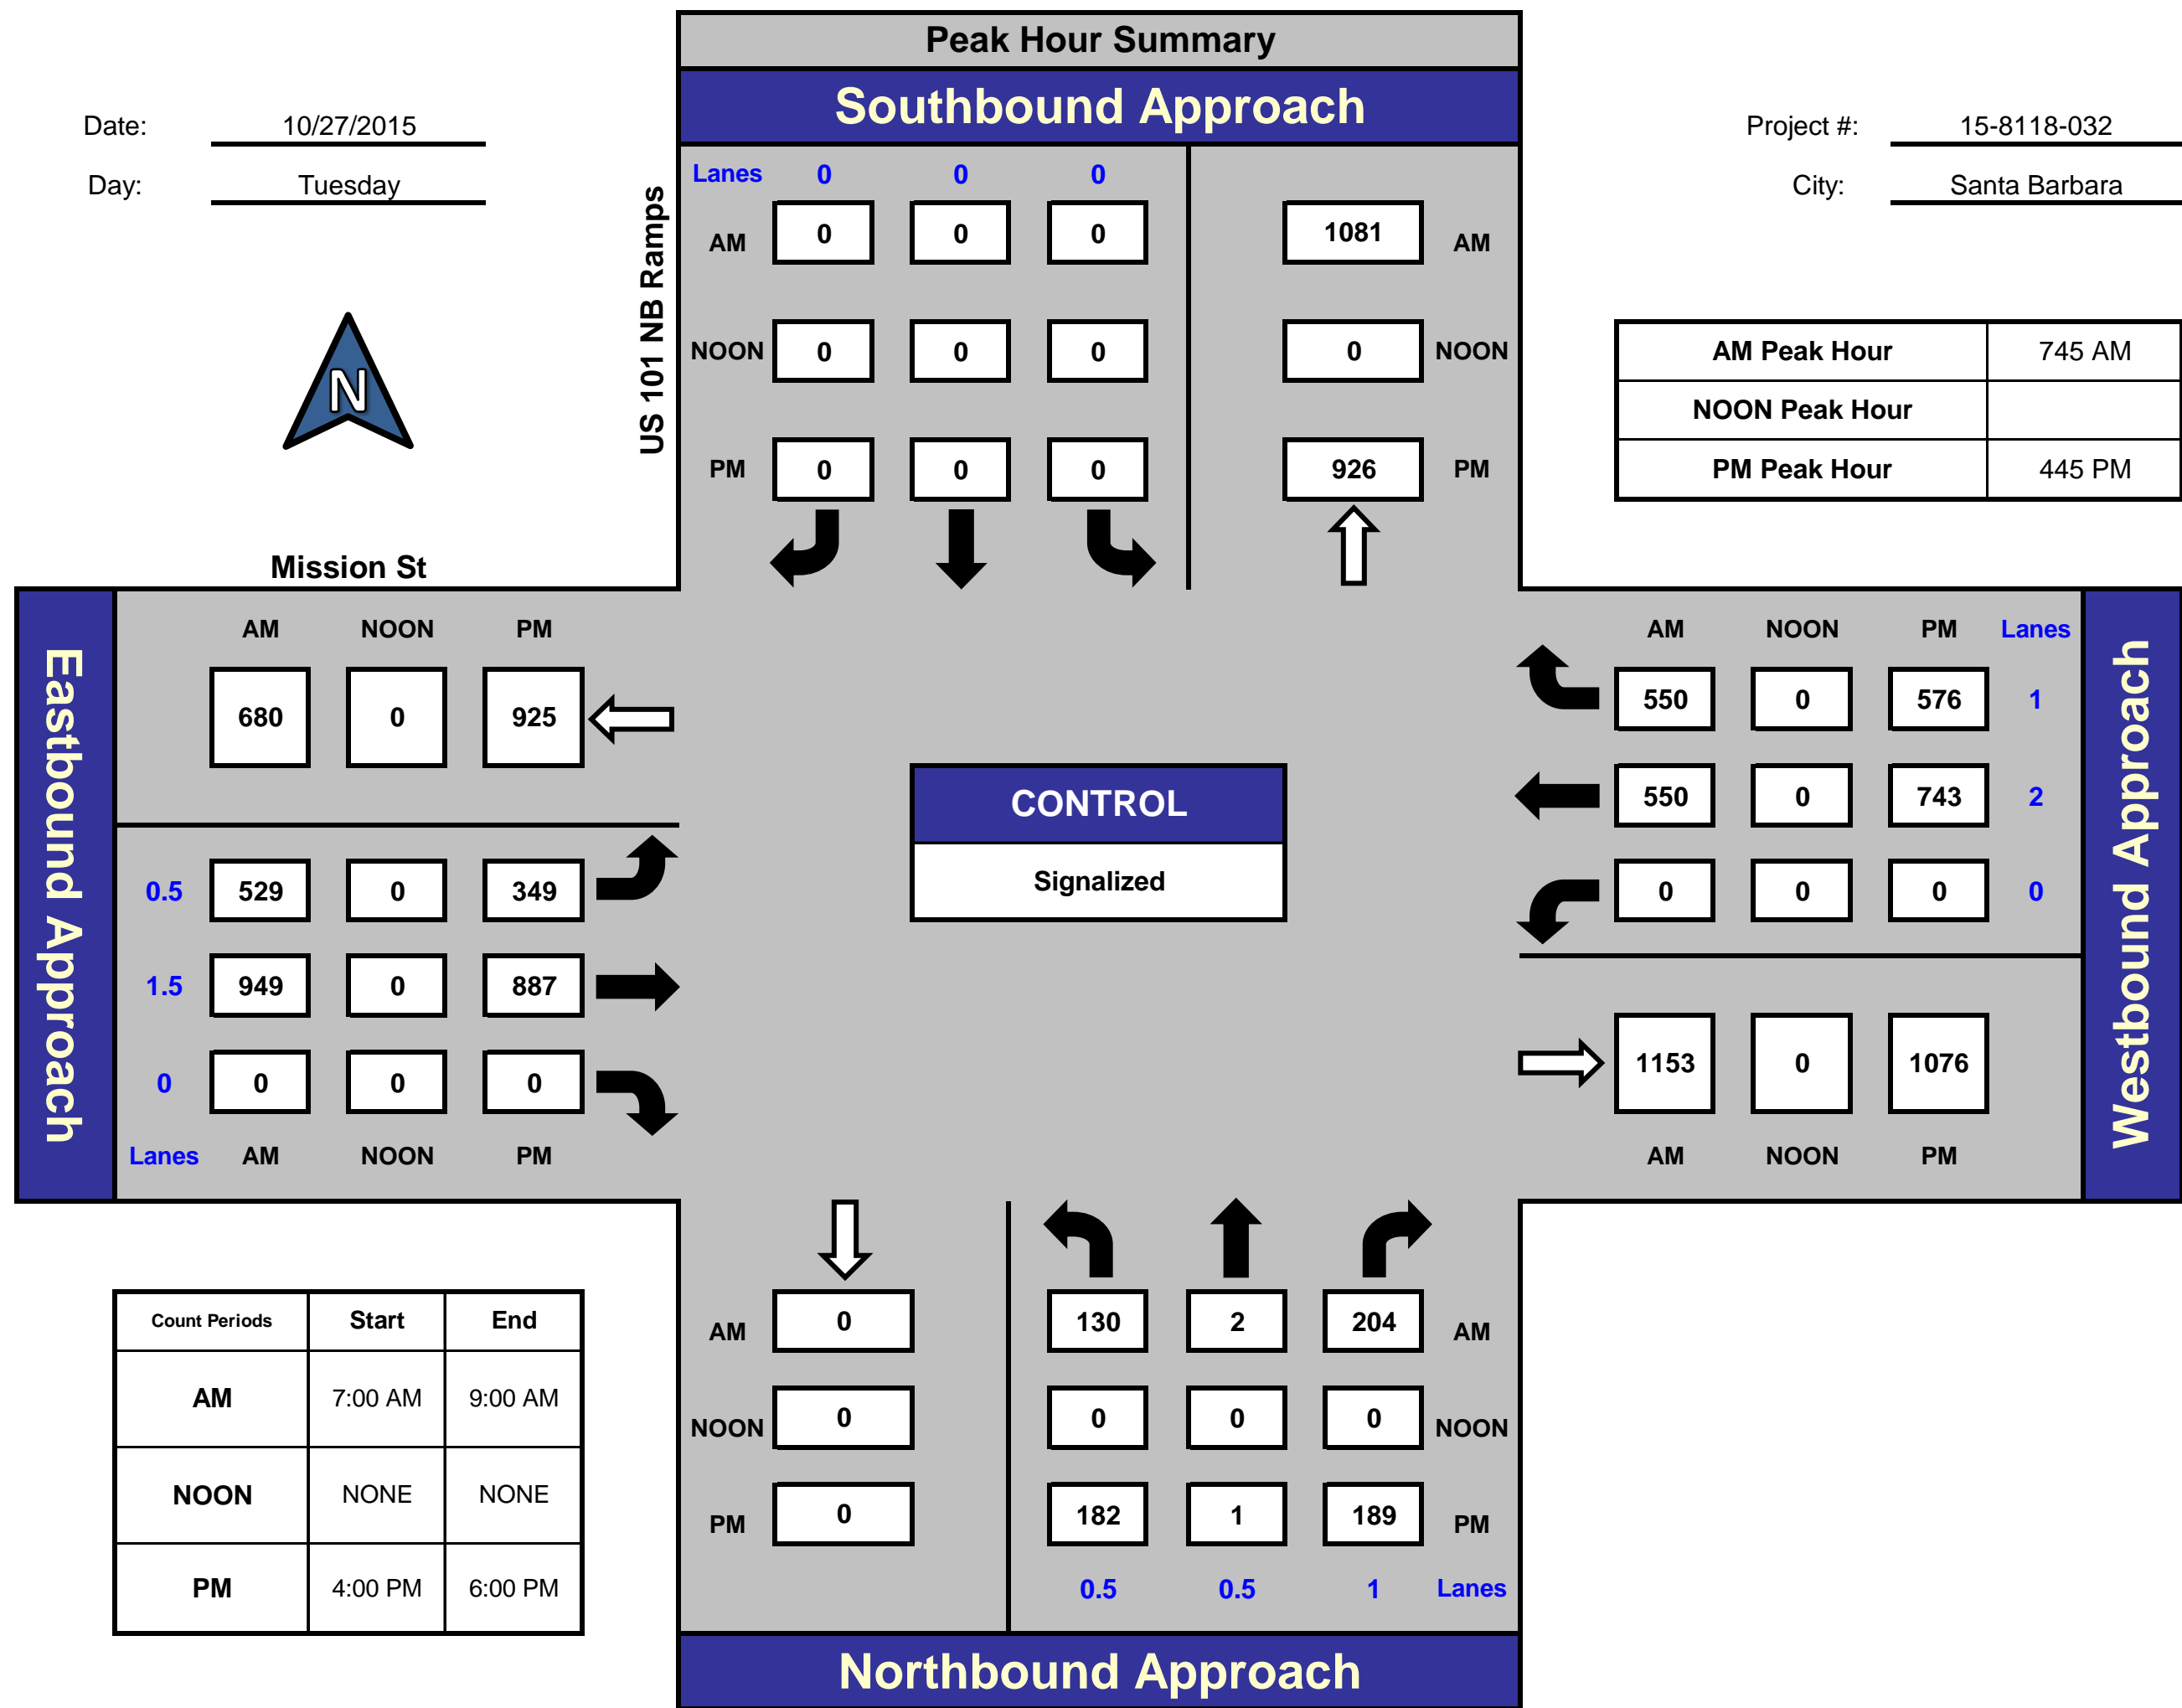 Peak Hour Summary
Southbound Approach
Date: 10/27/2015
Day: Tuesday
Project #: 15-8118-032
City: Santa Barbara
US 101 NB Ramps
Lanes 0 0 0
AM 0 0 0 1081 AM
NOON 0 0 0 0 NOON
PM 0 0 0 926 PM
N
AM Peak Hour 745 AM
NOON Peak Hour
PM Peak Hour 445 PM
Mission St
Eastbound Approach
AM NOON PM
680 0 925
0.5 529 0 349
1.5 949 0 887
0 0 0 0
Lanes AM NOON PM
CONTROL
Signalized
AM NOON PM Lanes
550 0 576 1
550 0 743 2
0 0 0 0
1153 0 1076
AM NOON PM
Westbound Approach
Count Periods Start End
AM 7:00 AM 9:00 AM
NOON NONE NONE
PM 4:00 PM 6:00 PM
AM 0 130 2 204 AM
NOON 0 0 0 0 NOON
PM 0 182 1 189 PM
0.5 0.5 1 Lanes
Northbound Approach